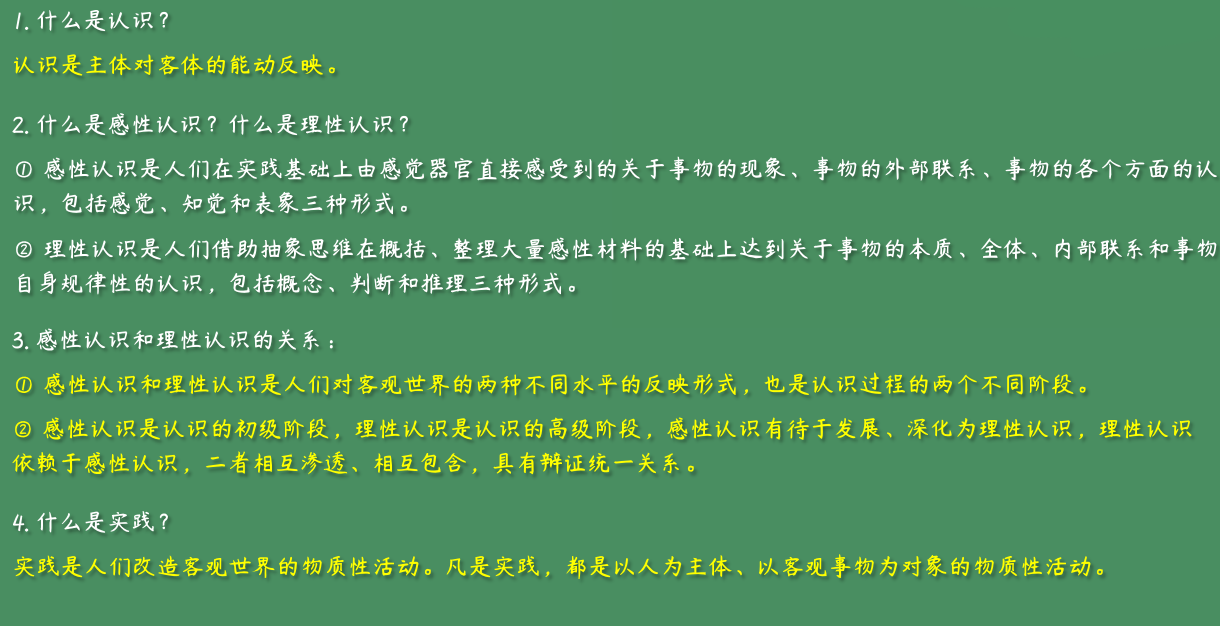 1. 什么是认识？
认识是主体对客体的能动反映。
2. 什么是感性认识？什么是理性认识？
① 感性认识是人们在实践基础上由感觉器官直接感受到的关于事物的现象、事物的外部联系、事物的各个方面的认
识，包括感觉、知觉和表象三种形式。
② 理性认识是人们借助抽象思维在概括、整理大量感性材料的基础上达到关于事物的本质、全体、内部联系和事物
自身规律性的认识，包括概念、判断和推理三种形式。
3. 感性认识和理性认识的关系：
① 感性认识和理性认识是人们对客观世界的两种不同水平的反映形式，也是认识过程的两个不同阶段。
② 感性认识是认识的初级阶段，理性认识是认识的高级阶段，感性认识有待于发展、深化为理性认识，理性认识
依赖于感性认识，二者相互渗透、相互包含，具有辩证统一关系。
4. 什么是实践？
实践是人们改造客观世界的物质性活动。凡是实践，都是以人为主体、以客观事物为对象的物质性活动。